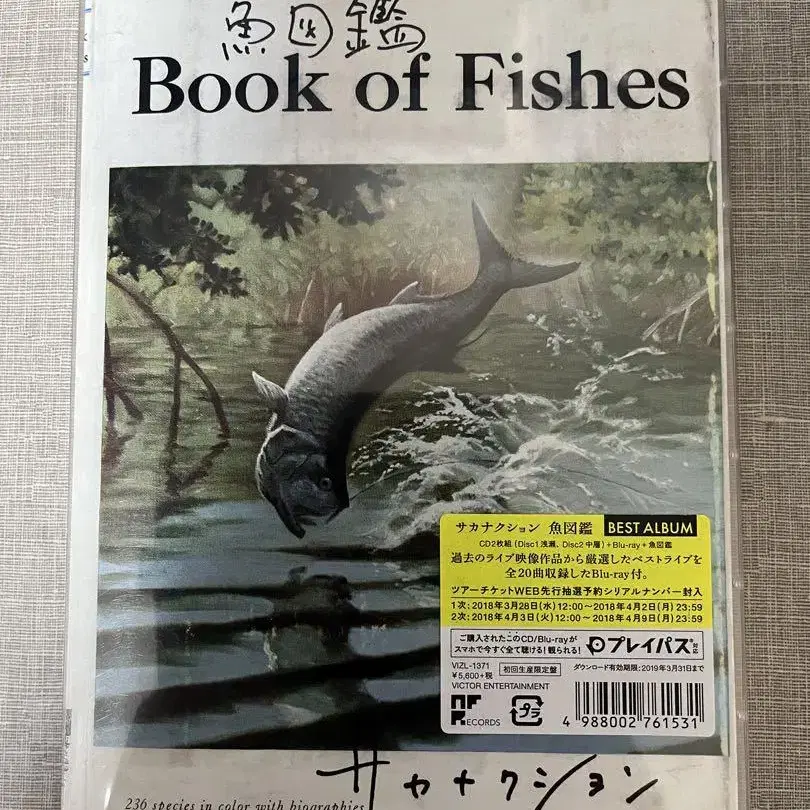 魚図鑑
Book of Fishes
サカナクション 魚図鑑 BEST ALBUM
CD2枚組(Disc1浅瀬、Disc2中層)+Blu-ray+魚図鑑
過去のライブ映像作品から厳選したベストライブを
全20曲収録したBlu-ray付。
ツアーチケットWEB先行抽選予約シリアルナンバー封入
1次:2018年3月28日(水)12:00~2018年4月2日(月)23:59
2次:2018年4月3日(火)12:00~2018年4月9日(月)23:59
ご購入されたこのCD/Blu-rayが
スマホで今すぐ全て聴ける!観られる!
プレイパス®対応
VIZL-1371
¥5,800+税
初回生産限定盤
ダウンロード有効期限:2019年3月31日まで
VICTOR ENTERTAINMENT
NF RECORDS
プラ
4 988002 761531
サカナクション
236 species in color with biographies